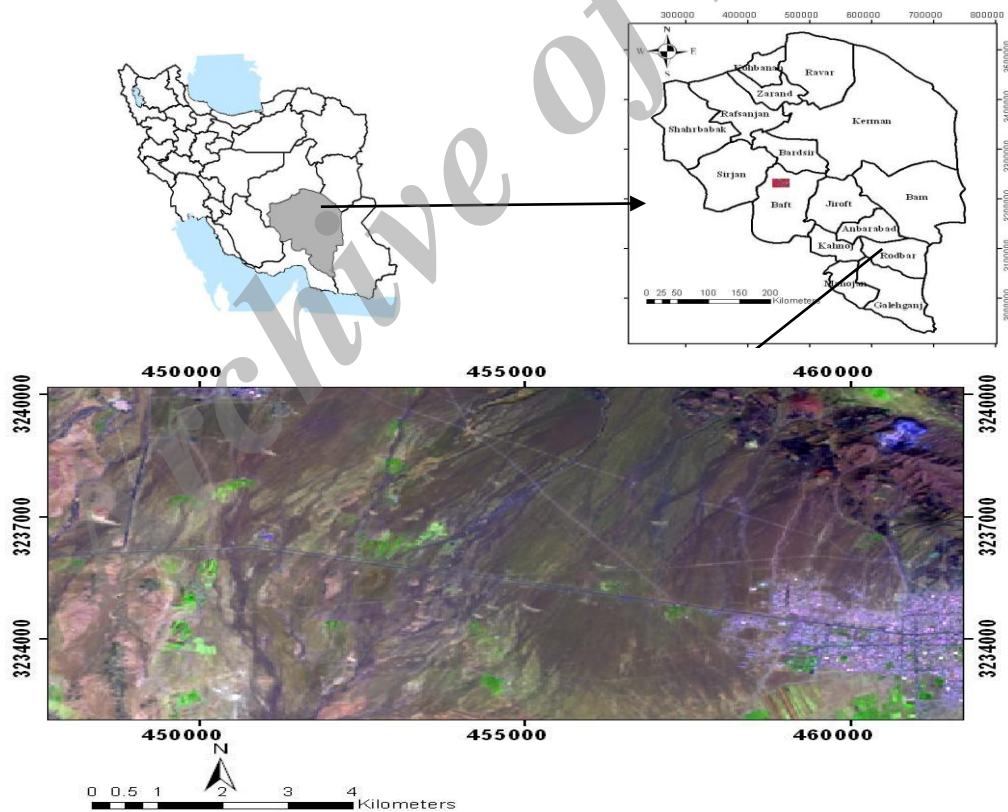 300000 400000 500000 600000 700000 800000
N
W E
S
Kohbanan
Ravar
Zarand
Rafsanjan
Kerman
Shahrbabak
Bardsir
Sirjan
Baft
Jiroft
Bam
Anbarabad
Kahnoj
Rodbar
Manojan
Galehganj
0 25 50 100 150 200
Kilometers
rchive of
450000 455000 460000
3240000 3240000
3237000 3237000
3234000 3234000
450000 455000 460000
N
0 0.5 1 2 3 4
Kilometers